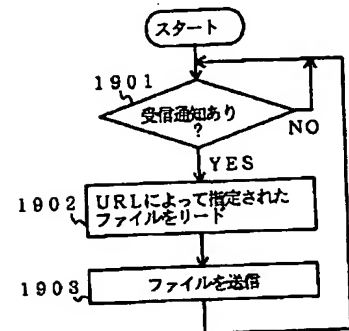 スタート
1901
受信通知あり
?
NO
YES
1902
URLによって指定された
ファイルをリード
1903
ファイルを送信